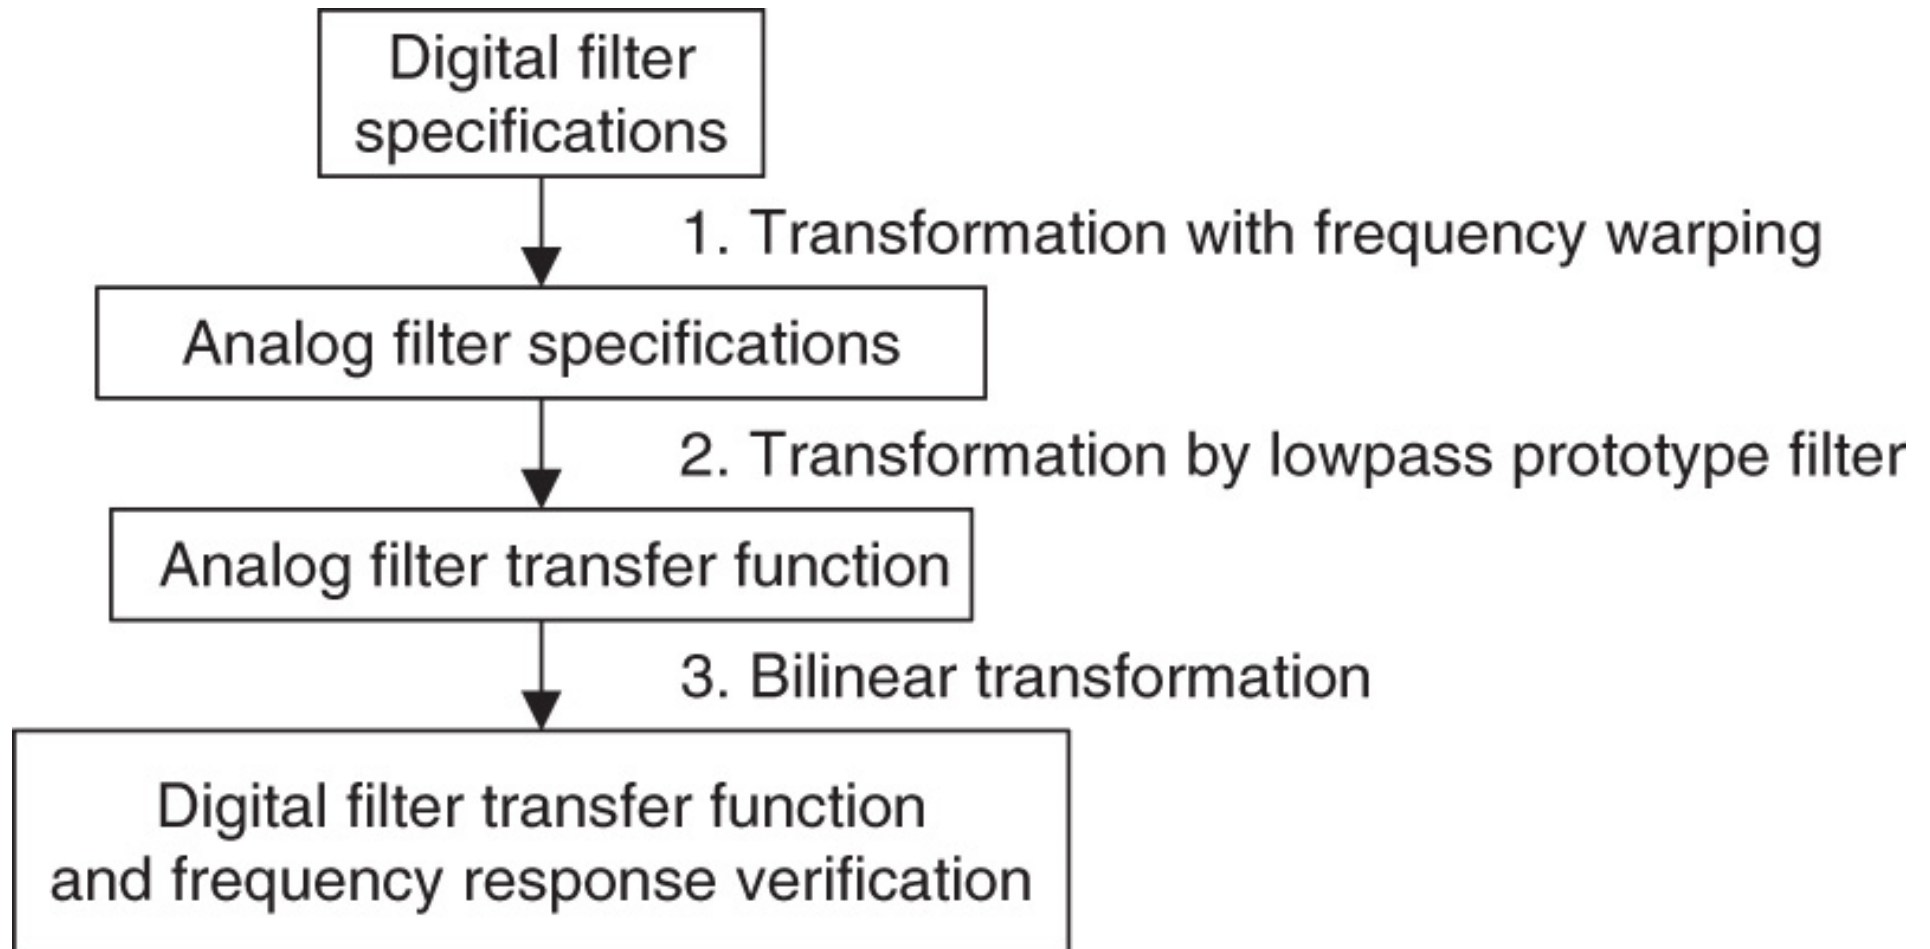 Digital filter
specifications
1. Transformation with frequency warping
Analog filter specifications
2. Transformation by lowpass prototype filter
Analog filter transfer function
3. Bilinear transformation
Digital filter transfer function
and frequency response verification